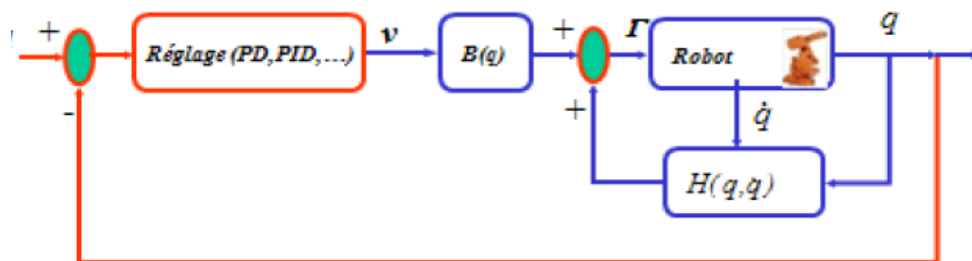 +
Réglage (PD,PID,...)
v
B(q)
+
Γ
Robot
q
-
+
q̇
H(q,q̇)